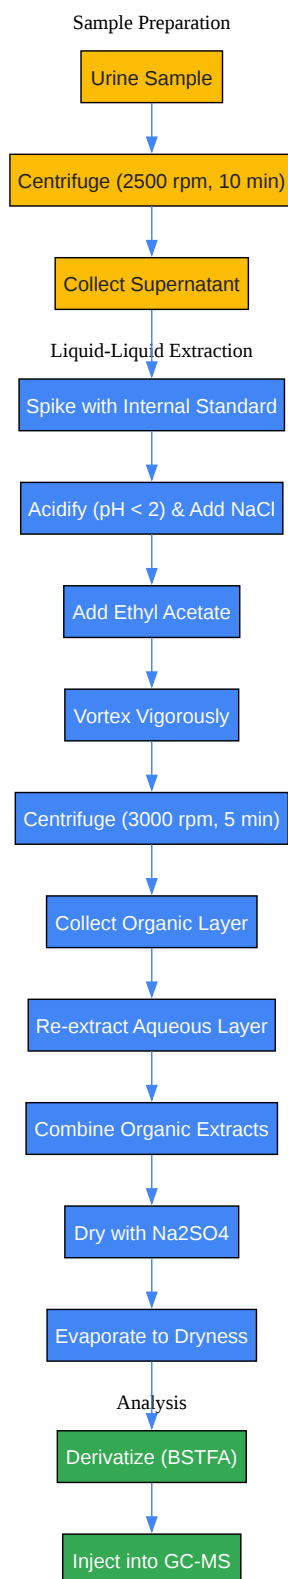 Sample Preparation
Urine Sample
Centrifuge (2500 rpm, 10 min)
Collect Supernatant
Liquid-Liquid Extraction
Spike with Internal Standard
Acidify (pH < 2) & Add NaCl
Add Ethyl Acetate
Vortex Vigorously
Centrifuge (3000 rpm, 5 min)
Collect Organic Layer
Re-extract Aqueous Layer
Combine Organic Extracts
Dry with Na2SO4
Evaporate to Dryness
Analysis
Derivatize (BSTFA)
Inject into GC-MS